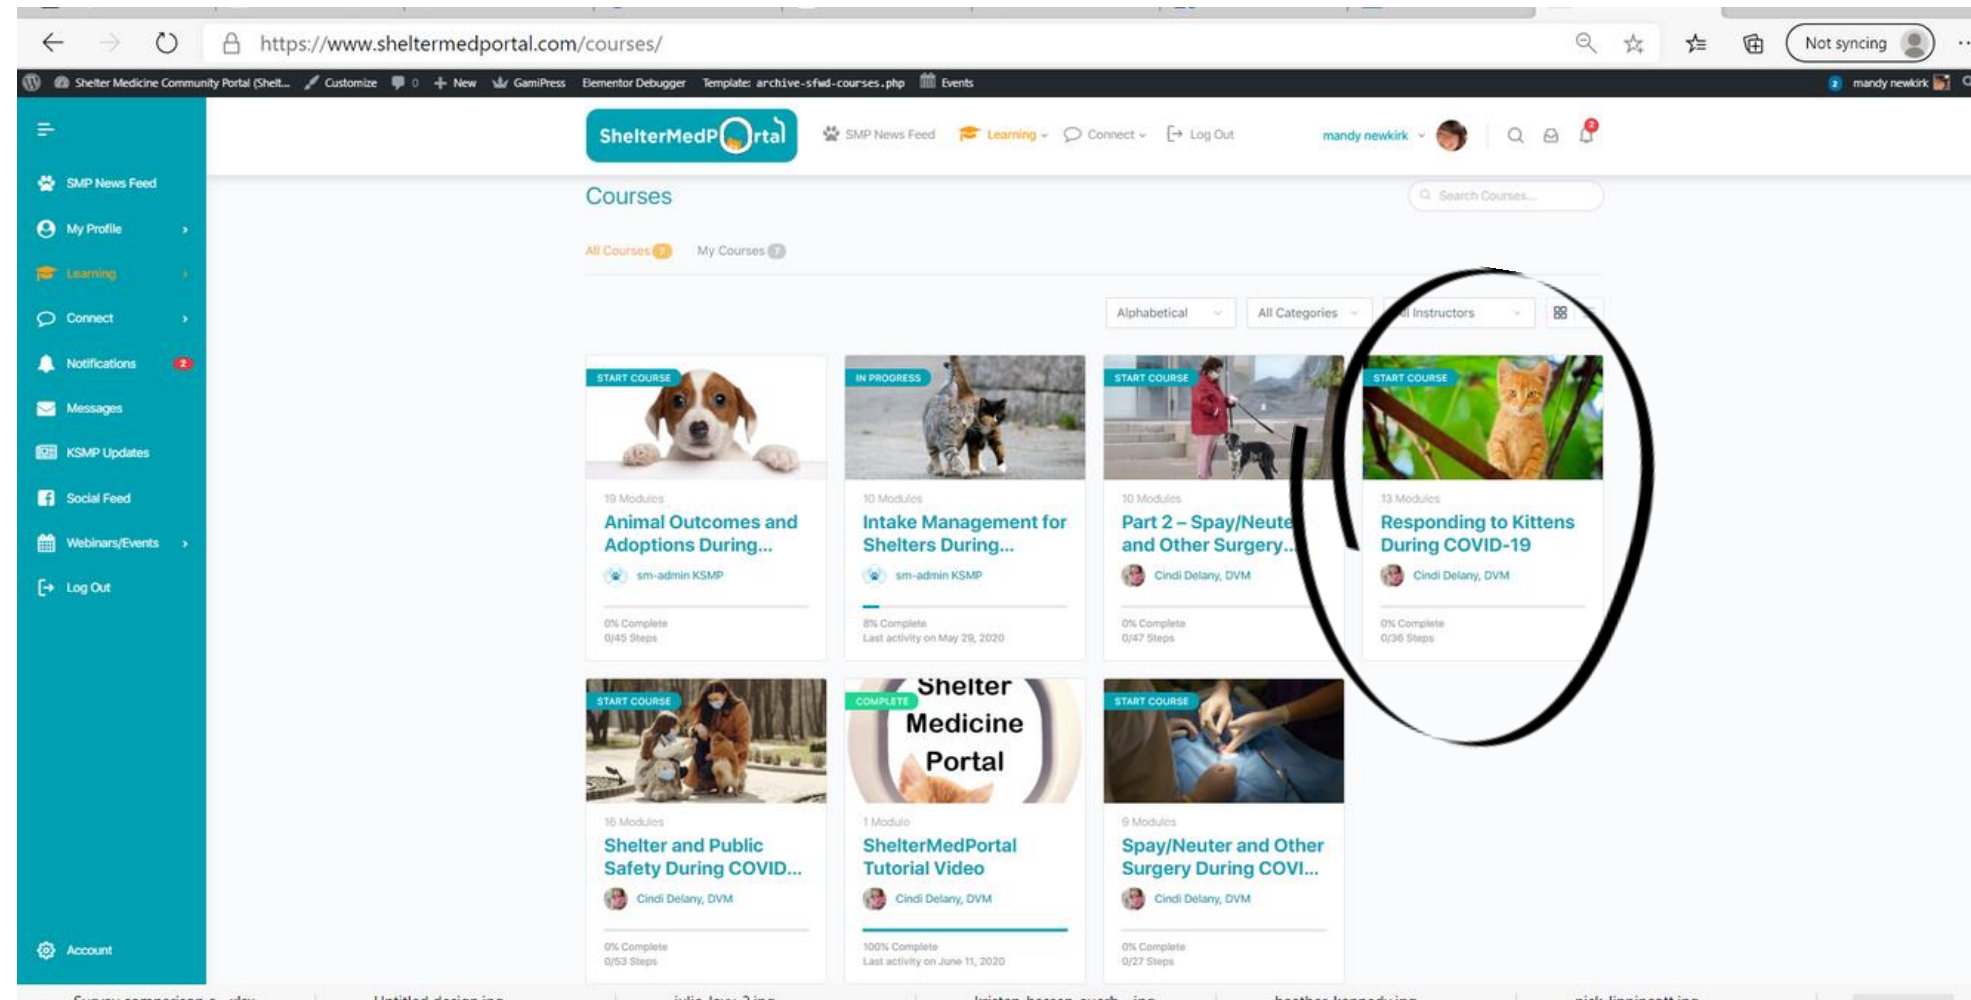 https://www.sheltermedportal.com/courses/
Not syncing
Shelter Medicine Community Portal (Shelt... Customize 0 New GamiPress Elementor Debugger Template: archive-sfwd-courses.php Events 2 mandy newkirk
ShelterMedPOrtal
SMP News Feed Learning Connect Log Out mandy newkirk 2
SMP News Feed
My Profile
Learning
Connect
Notifications 2
Messages
KSMP Updates
Social Feed
Webinars/Events
Log Out
Account
Courses
Search Courses...
All Courses 7 My Courses 7
Alphabetical All Categories Instructors
START COURSE
19 Modules
Animal Outcomes and
Adoptions During...
sm-admin KSMP
0% Complete
0/45 Steps
IN PROGRESS
10 Modules
Intake Management for
Shelters During...
sm-admin KSMP
8% Complete
Last activity on May 29, 2020
START COURSE
10 Modules
Part 2 – Spay/Neute
and Other Surgery...
Cindi Delany, DVM
0% Complete
0/47 Steps
START COURSE
13 Modules
Responding to Kittens
During COVID-19
Cindi Delany, DVM
0% Complete
0/36 Steps
START COURSE
16 Modules
Shelter and Public
Safety During COVID...
Cindi Delany, DVM
0% Complete
0/53 Steps
COMPLETE
Shelter
Medicine
Portal
1 Module
ShelterMedPortal
Tutorial Video
Cindi Delany, DVM
100% Complete
Last activity on June 11, 2020
START COURSE
9 Modules
Spay/Neuter and Other
Surgery During COVI...
Cindi Delany, DVM
0% Complete
0/27 Steps